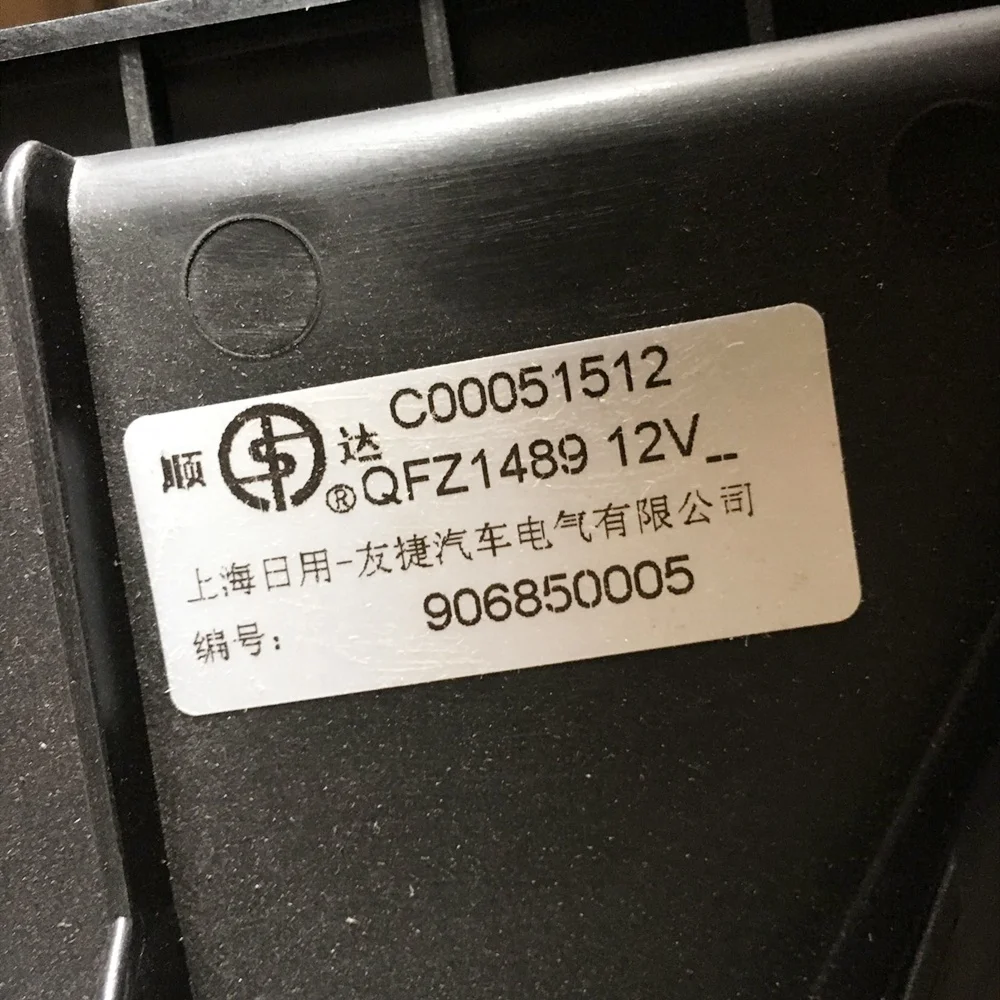 C00051512
顺 达
® QFZ1489 12V_ _
上海日用-友捷汽车电气有限公司
编号: 906850005